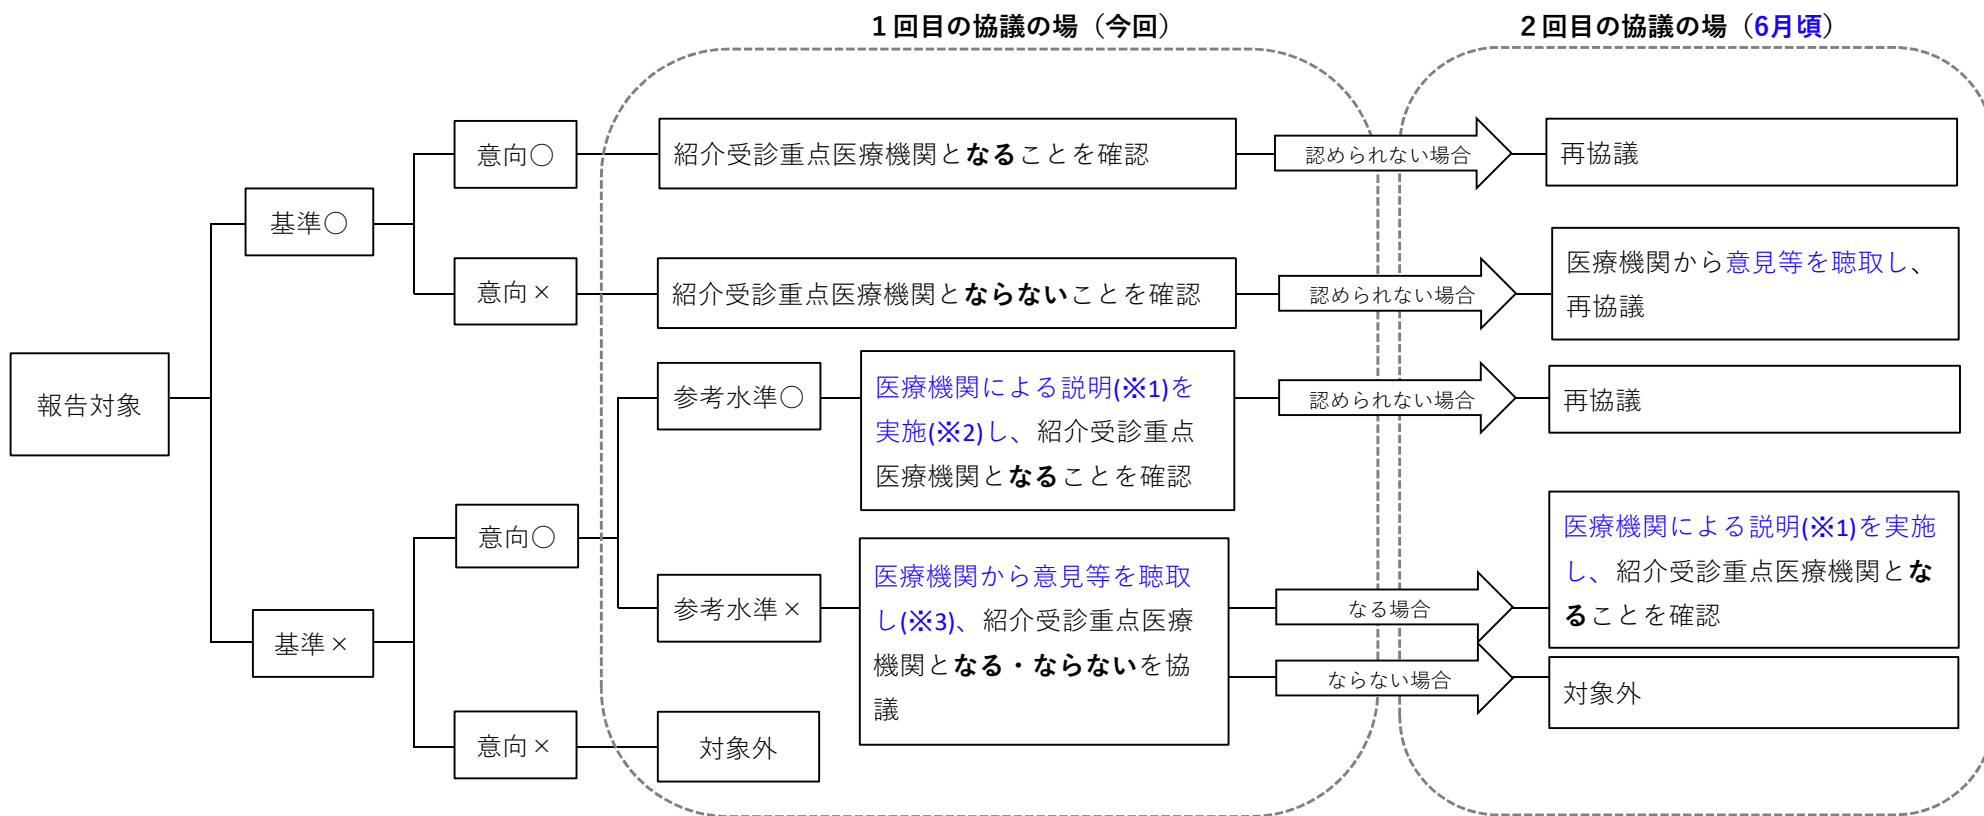 １回目の協議の場（今回）
２回目の協議の場（6月頃）
報告対象
基準○
意向○
紹介受診重点医療機関となることを確認
認められない場合
再協議
意向×
紹介受診重点医療機関とならないことを確認
認められない場合
医療機関から意見等を聴取し、
再協議
基準×
意向○
参考水準○
医療機関による説明(※1)を
実施(※2)し、紹介受診重点
医療機関となることを確認
認められない場合
再協議
参考水準×
医療機関から意見等を聴取
し(※3)、紹介受診重点医療
機関となる・ならないを協
議
なる場合
医療機関による説明(※1)を実施
し、紹介受診重点医療機関とな
ることを確認
ならない場合
対象外
意向×
対象外